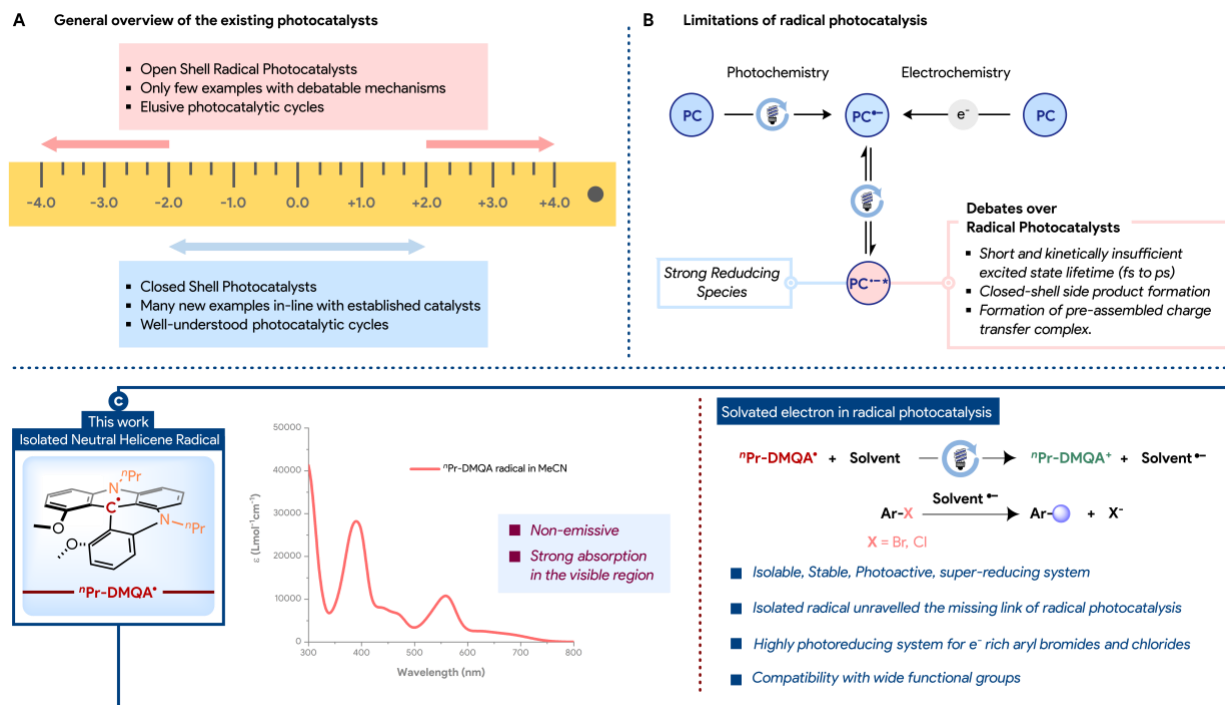 A General overview of the existing photocatalysts
Open Shell Radical Photocatalysts
Only few examples with debatable mechanisms
Elusive photocatalytic cycles
-4.0 -3.0 -2.0 -1.0 0.0 +1.0 +2.0 +3.0 +4.0
Closed Shell Photocatalysts
Many new examples in-line with established catalysts
Well-understood photocatalytic cycles
B Limitations of radical photocatalysis
Photochemistry Electrochemistry
PC PC•− e⁻ PC
Debates over
Radical Photocatalysts
Short and kinetically insufficient
excited state lifetime (fs to ps)
Closed-shell side product formation
Formation of pre-assembled charge
transfer complex.
Strong Redudcing
Species
PC•−*
C
This work
Isolated Neutral Helicene Radical
ⁿPr
N
C•
N ⁿPr
O
O
ⁿPr-DMQA•
ε (Lmol⁻¹cm⁻¹)
50000
40000
30000
20000
10000
0
300 400 500 600 700 800
Wavelength (nm)
ⁿPr-DMQA radical in MeCN
Non-emissive
Strong absorption
in the visible region
Solvated electron in radical photocatalysis
ⁿPr-DMQA• + Solvent ⁿPr-DMQA⁺ + Solvent•−
Solvent•−
Ar-X Ar- + X⁻
X = Br, Cl
Isolable, Stable, Photoactive, super-reducing system
Isolated radical unravelled the missing link of radical photocatalysis
Highly photoreducing system for e⁻ rich aryl bromides and chlorides
Compatibility with wide functional groups